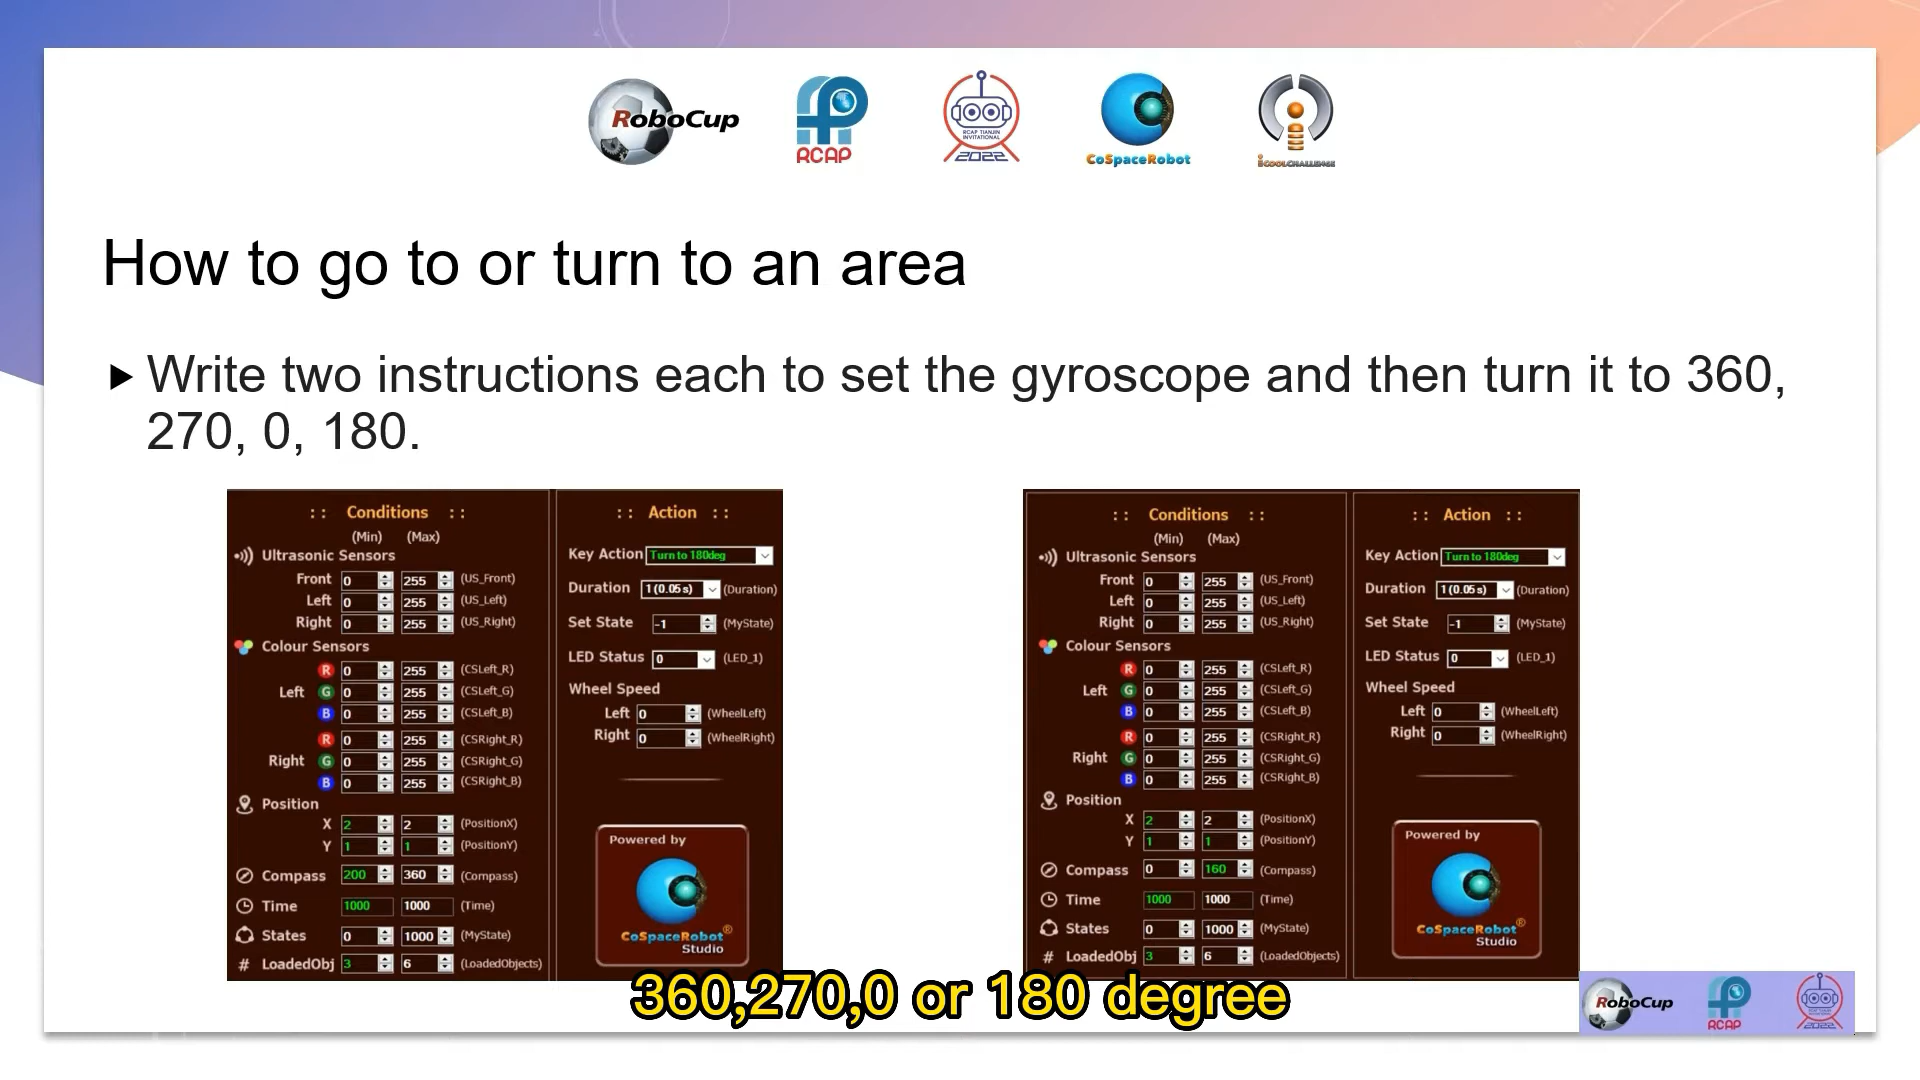 RoboCup
RCAP
RCAP TIANJIN
INVITATIONAL
2022
CoSpaceRobot
iCOOLCHALLENGE
How to go to or turn to an area
Write two instructions each to set the gyroscope and then turn it to 360,
270, 0, 180.
:: Conditions ::
(Min) (Max)
Ultrasonic Sensors
Front 0 255 (US_Front)
Left 0 255 (US_Left)
Right 0 255 (US_Right)
Colour Sensors
R 0 255 (CSLeft_R)
Left G 0 255 (CSLeft_G)
B 0 255 (CSLeft_B)
R 0 255 (CSRight_R)
Right G 0 255 (CSRight_G)
B 0 255 (CSRight_B)
Position
X 2 2 (PositionX)
Y 1 1 (PositionY)
Compass 200 360 (Compass)
Time 1000 1000 (Time)
States 0 1000 (MyState)
# LoadedObj 3 6 (LoadedObjects)
:: Action ::
Key Action Turn to 180deg
Duration 1(0.05s) (Duration)
Set State -1 (MyState)
LED Status 0 (LED_1)
Wheel Speed
Left 0 (WheelLeft)
Right 0 (WheelRight)
Powered by
CoSpaceRobot®
Studio
:: Conditions ::
(Min) (Max)
Ultrasonic Sensors
Front 0 255 (US_Front)
Left 0 255 (US_Left)
Right 0 255 (US_Right)
Colour Sensors
R 0 255 (CSLeft_R)
Left G 0 255 (CSLeft_G)
B 0 255 (CSLeft_B)
R 0 255 (CSRight_R)
Right G 0 255 (CSRight_G)
B 0 255 (CSRight_B)
Position
X 2 2 (PositionX)
Y 1 1 (PositionY)
Compass 0 160 (Compass)
Time 1000 1000 (Time)
States 0 1000 (MyState)
# LoadedObj 3 6 (LoadedObjects)
:: Action ::
Key Action Turn to 180deg
Duration 1(0.05s) (Duration)
Set State -1 (MyState)
LED Status 0 (LED_1)
Wheel Speed
Left 0 (WheelLeft)
Right 0 (WheelRight)
Powered by
CoSpaceRobot®
Studio
360,270,0 or 180 degree
RoboCup
RCAP
2022